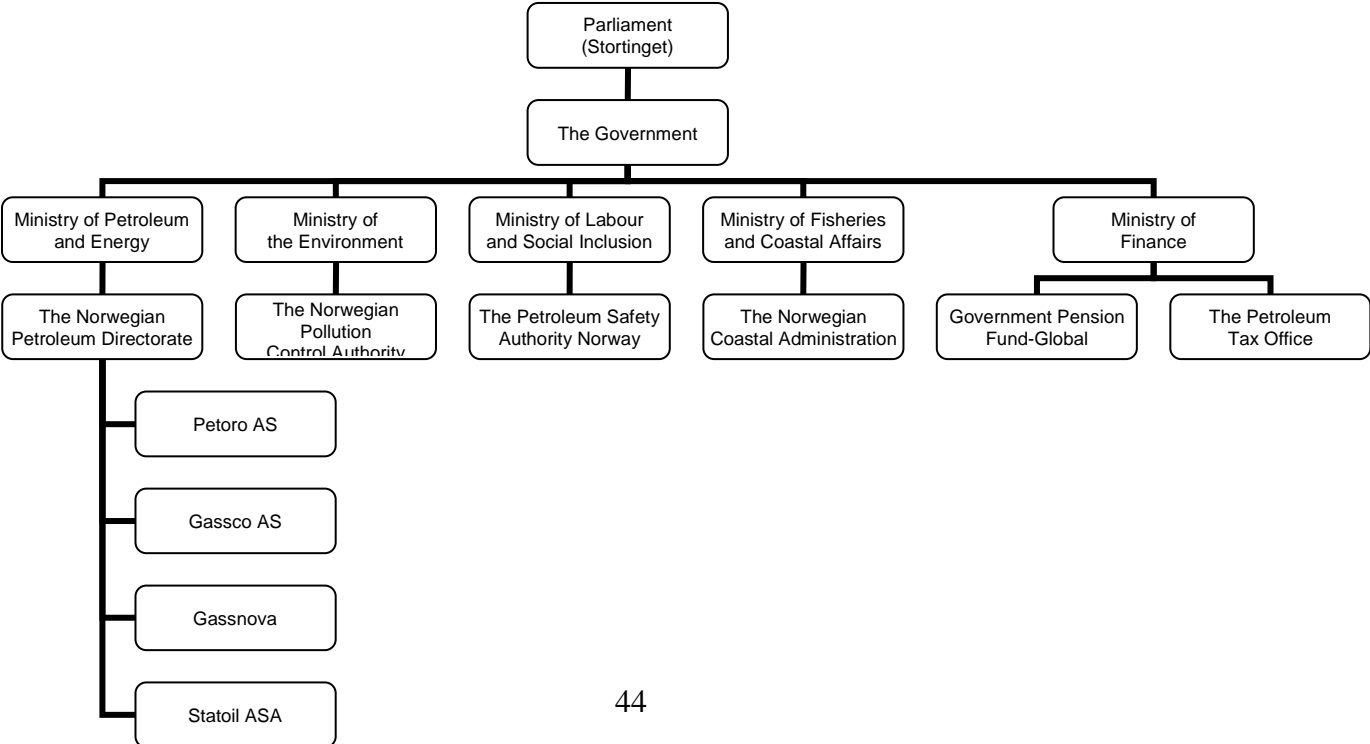 Parliament
(Stortinget)
The Government
Ministry of Petroleum
and Energy
Ministry of
the Environment
Ministry of Labour
and Social Inclusion
Ministry of Fisheries
and Coastal Affairs
Ministry of
Finance
The Norwegian
Petroleum Directorate
The Norwegian
Pollution
Control Authority
The Petroleum Safety
Authority Norway
The Norwegian
Coastal Administration
Government Pension
Fund-Global
The Petroleum
Tax Office
Petoro AS
Gassco AS
Gassnova
Statoil ASA
44